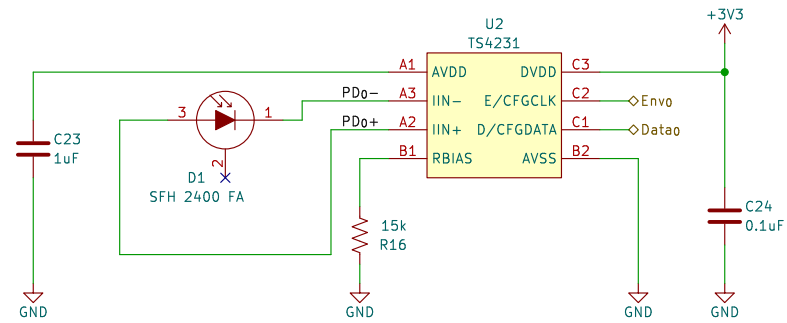 +3V3
U2
TS4231
A1 AVDD DVDD C3
PD0- A3 IIN- E/CFGCLK C2 Env0
3 1
PD0+ A2 IIN+ D/CFGDATA C1 Data0
C23
1uF
B1 RBIAS AVSS B2
2
D1
SFH 2400 FA
15k
R16
C24
0.1uF
GND GND GND GND